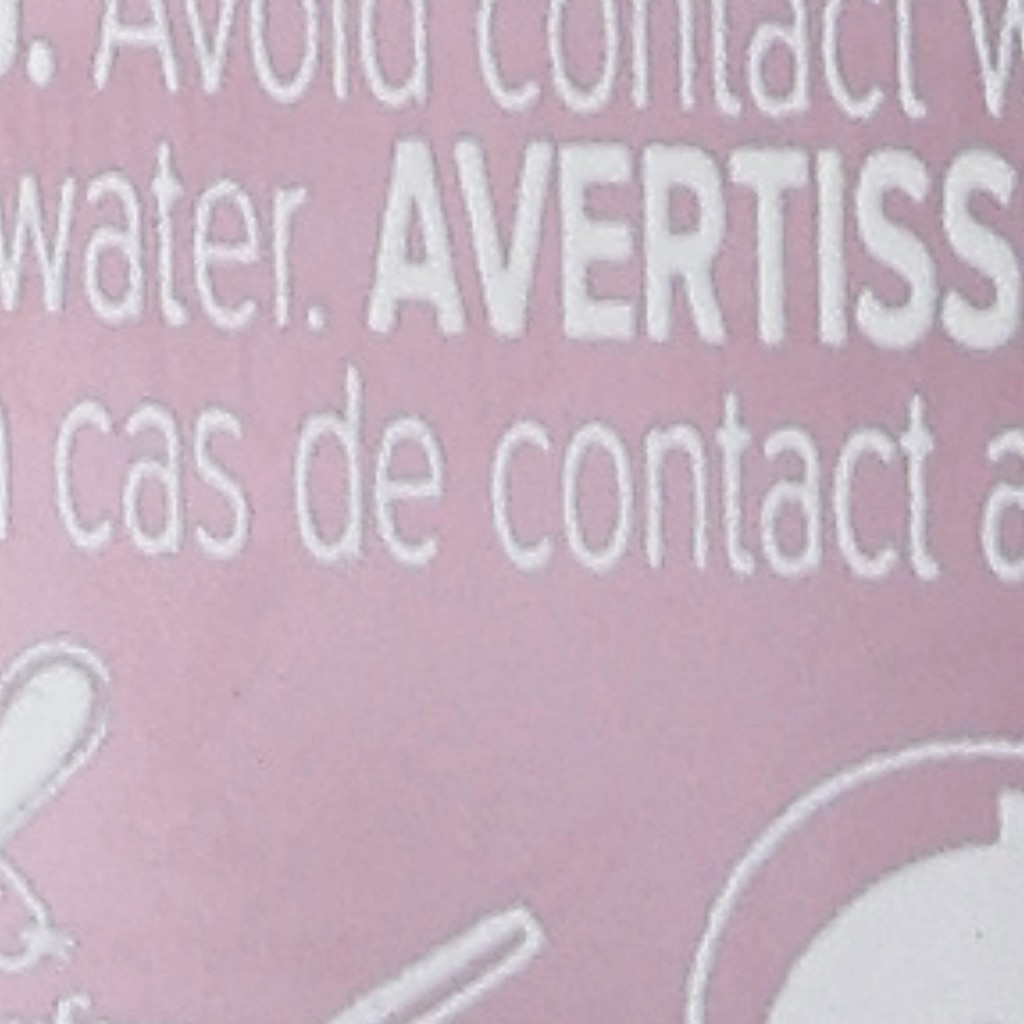 . Avoid contact
water. AVERTISS
cas de contact a